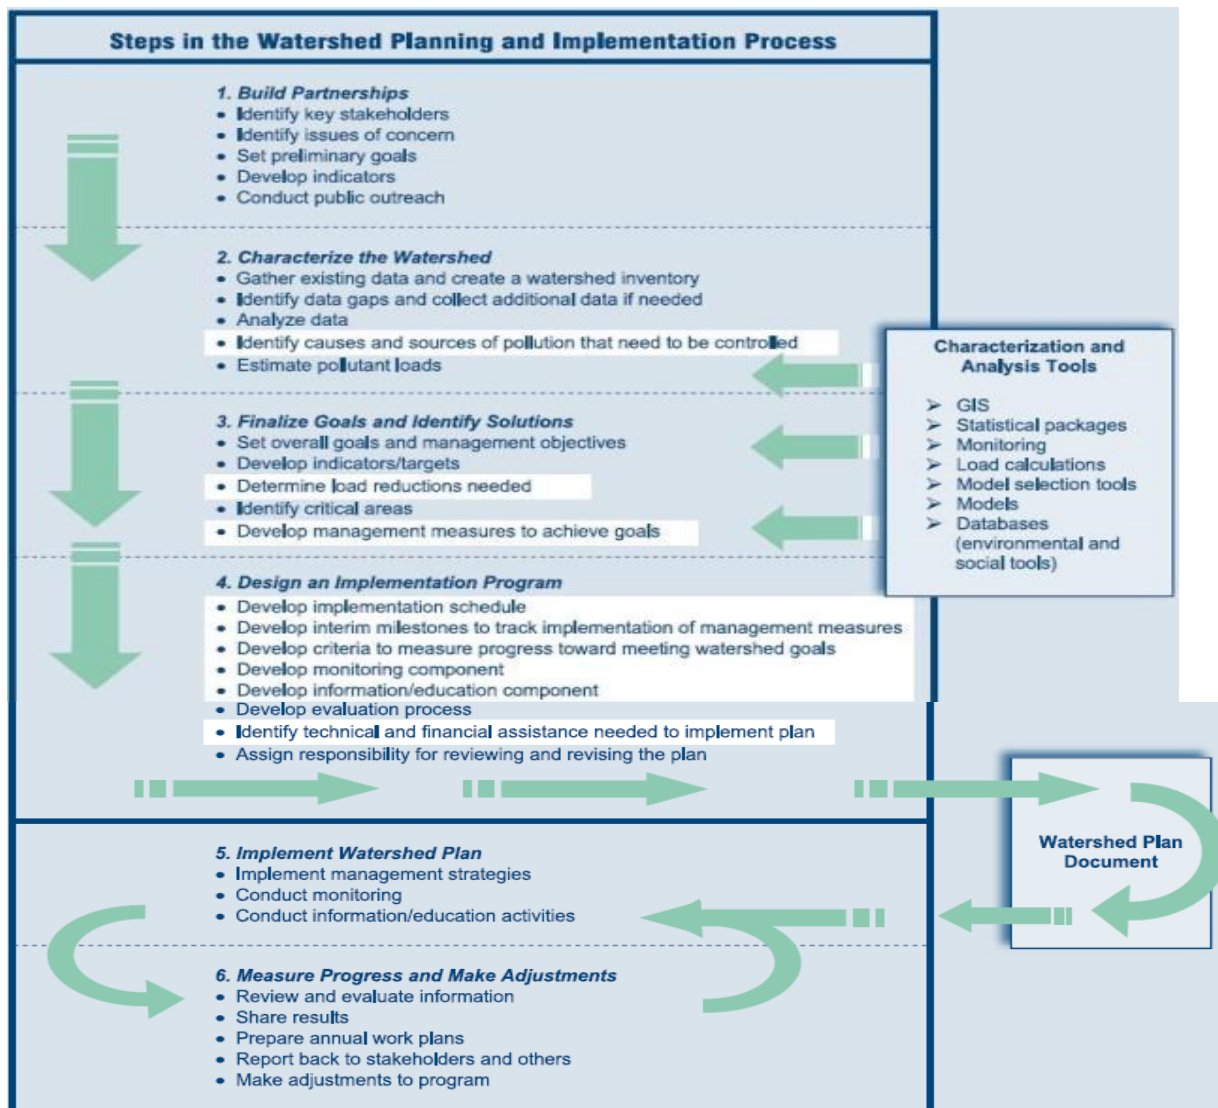 Steps in the Watershed Planning and Implementation Process
1. Build Partnerships
• Identify key stakeholders
• Identify issues of concern
• Set preliminary goals
• Develop indicators
• Conduct public outreach
2. Characterize the Watershed
• Gather existing data and create a watershed inventory
• Identify data gaps and collect additional data if needed
• Analyze data
• Identify causes and sources of pollution that need to be controlled
• Estimate pollutant loads
Characterization and
Analysis Tools
➢ GIS
➢ Statistical packages
➢ Monitoring
➢ Load calculations
➢ Model selection tools
➢ Models
➢ Databases
(environmental and
social tools)
3. Finalize Goals and Identify Solutions
• Set overall goals and management objectives
• Develop indicators/targets
• Determine load reductions needed
• Identify critical areas
• Develop management measures to achieve goals
4. Design an Implementation Program
• Develop implementation schedule
• Develop interim milestones to track implementation of management measures
• Develop criteria to measure progress toward meeting watershed goals
• Develop monitoring component
• Develop information/education component
• Develop evaluation process
• Identify technical and financial assistance needed to implement plan
• Assign responsibility for reviewing and revising the plan
Watershed Plan
Document
5. Implement Watershed Plan
• Implement management strategies
• Conduct monitoring
• Conduct information/education activities
6. Measure Progress and Make Adjustments
• Review and evaluate information
• Share results
• Prepare annual work plans
• Report back to stakeholders and others
• Make adjustments to program